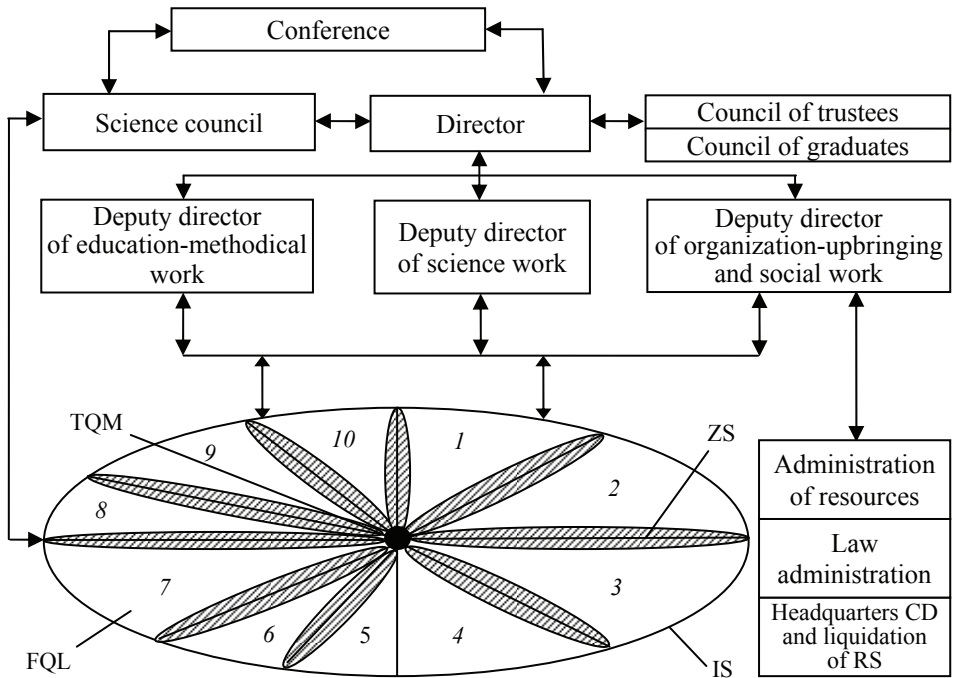 Conference
Science council
Director
Council of trustees
Council of graduates
Deputy director
of education-methodical
work
Deputy director
of science work
Deputy director
of organization-upbringing
and social work
TQM
ZS
9
10
1
2
8
7
3
6
5
4
FQL
IS
Administration
of resources
Law
administration
Headquarters CD
and liquidation
of RS